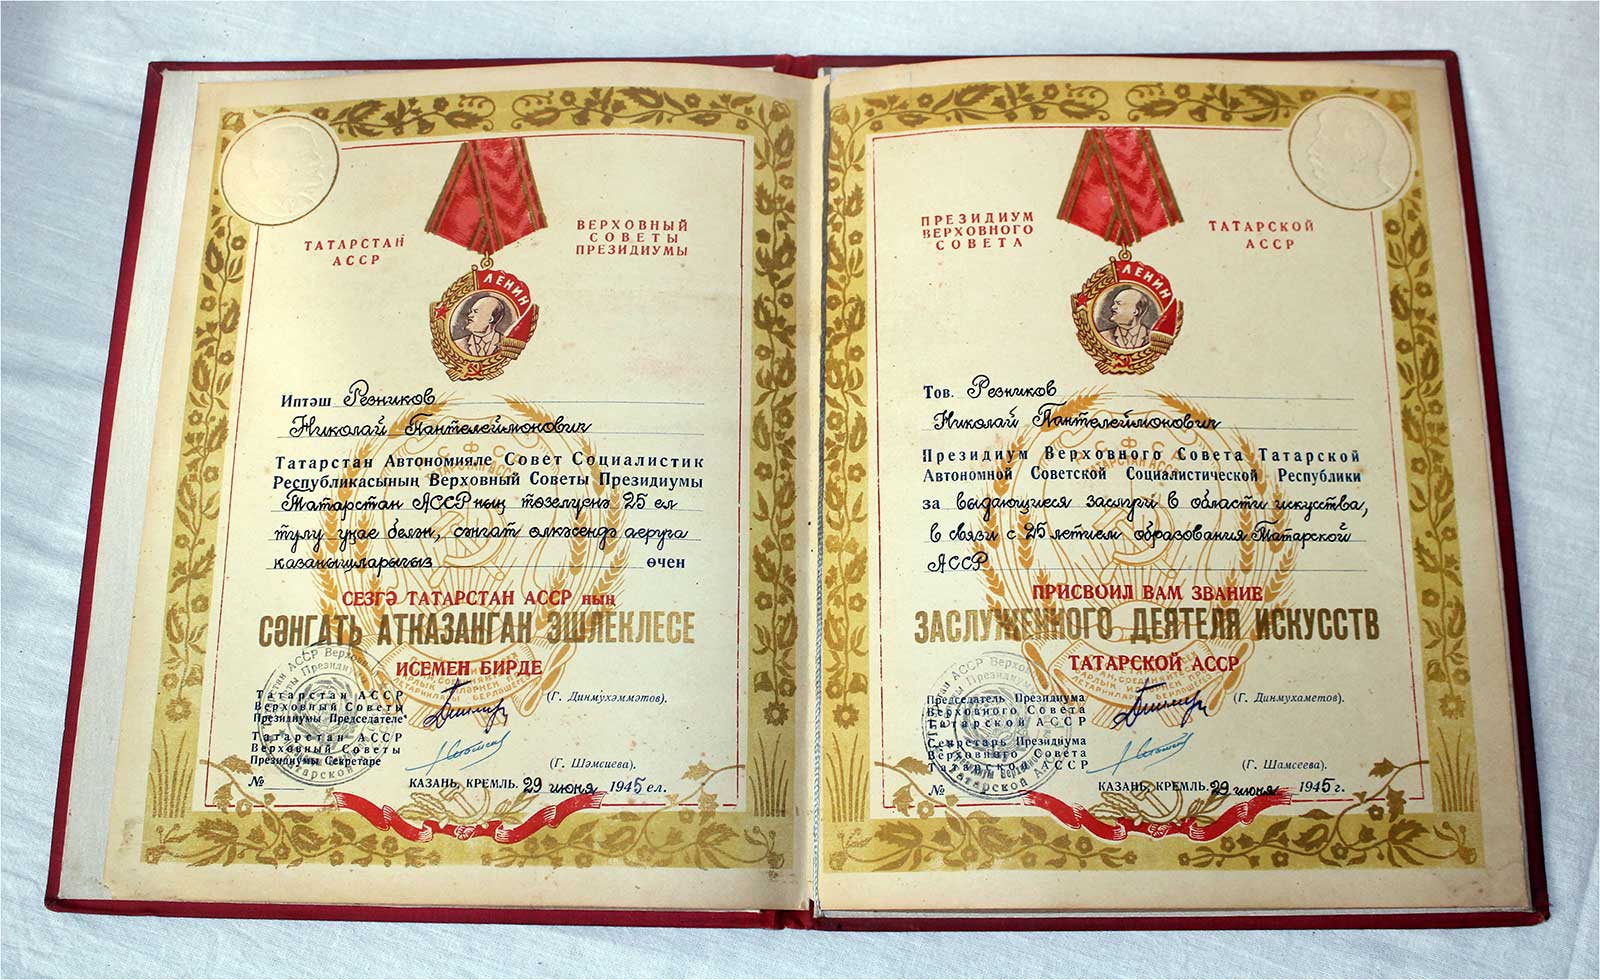 ТАТАРСТАН
АССР
ВЕРХОВНЫЙ
СОВЕТЫ
ПРЕЗИДИУМЫ
ЛЕНИН
Иптәш Резников
Николай Пантелеймонович
Татарстан Автономияле Совет Социалистик
Республикасының Верховный Советы Президиумы
Татарстан АССРның төзелүенә 25 ел
тулу уңае белән, сәнгат өлкәсендә аеруга
казанышларыгыз өчен
СЕЗГӘ ТАТАРСТАН АССР ның
СӘНГАТЬ АТКАЗАНГАН ЭШЛЕКЛЕСЕ
ИСЕМЕН БИРДЕ
Татарстан АССР
Верховный Советы
Президиумы Председателе
(Г. Динмухәммәтов).
Татарстан АССР
Верховный Советы
Президиумы Секретаре
(Г. Шәмсиева).
№
КАЗАНЬ, КРЕМЛЬ. 29 июня 1945 ел.
ПРЕЗИДИУМ
ВЕРХОВНОГО
СОВЕТА
ТАТАРСКОЙ
АССР
ЛЕНИН
Тов. Резников
Николай Пантелеймонович
Президиум Верховного Совета Татарской
Автономной Советской Социалистической Республики
за выдающиеся заслуги в области искусства,
в связи с 25 летием образования Татарской
АССР
ПРИСВОИЛ ВАМ ЗВАНИЕ
ЗАСЛУЖЕННОГО ДЕЯТЕЛЯ ИСКУССТВ
ТАТАРСКОЙ АССР
Председатель Президиума
Верховного Совета
Татарской АССР
(Г. Динмухаметов).
Секретарь Президиума
Верховного Совета
Татарской АССР
(Г. Шамсеева).
№
КАЗАНЬ, КРЕМЛЬ. 29 июня 1945 г.